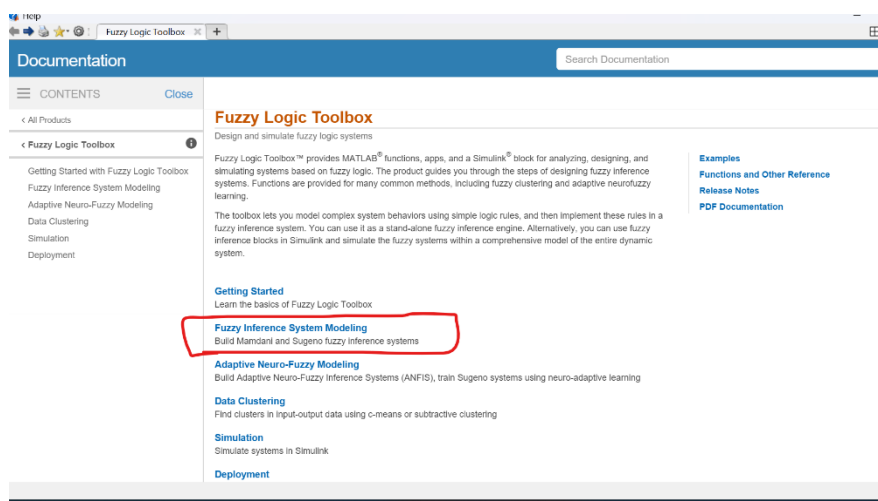 Help
Fuzzy Logic Toolbox
Documentation
Search Documentation
CONTENTS
Close
< All Products
< Fuzzy Logic Toolbox
Getting Started with Fuzzy Logic Toolbox
Fuzzy Inference System Modeling
Adaptive Neuro-Fuzzy Modeling
Data Clustering
Simulation
Deployment
Fuzzy Logic Toolbox
Design and simulate fuzzy logic systems
Fuzzy Logic Toolbox™ provides MATLAB® functions, apps, and a Simulink® block for analyzing, designing, and
simulating systems based on fuzzy logic. The product guides you through the steps of designing fuzzy inference
systems. Functions are provided for many common methods, including fuzzy clustering and adaptive neurofuzzy
learning.
The toolbox lets you model complex system behaviors using simple logic rules, and then implement these rules in a
fuzzy inference system. You can use it as a stand-alone fuzzy inference engine. Alternatively, you can use fuzzy
inference blocks in Simulink and simulate the fuzzy systems within a comprehensive model of the entire dynamic
system.
Examples
Functions and Other Reference
Release Notes
PDF Documentation
Getting Started
Learn the basics of Fuzzy Logic Toolbox
Fuzzy Inference System Modeling
Build Mamdani and Sugeno fuzzy inference systems
Adaptive Neuro-Fuzzy Modeling
Build Adaptive Neuro-Fuzzy Inference Systems (ANFIS), train Sugeno systems using neuro-adaptive learning
Data Clustering
Find clusters in input-output data using c-means or subtractive clustering
Simulation
Simulate systems in Simulink
Deployment